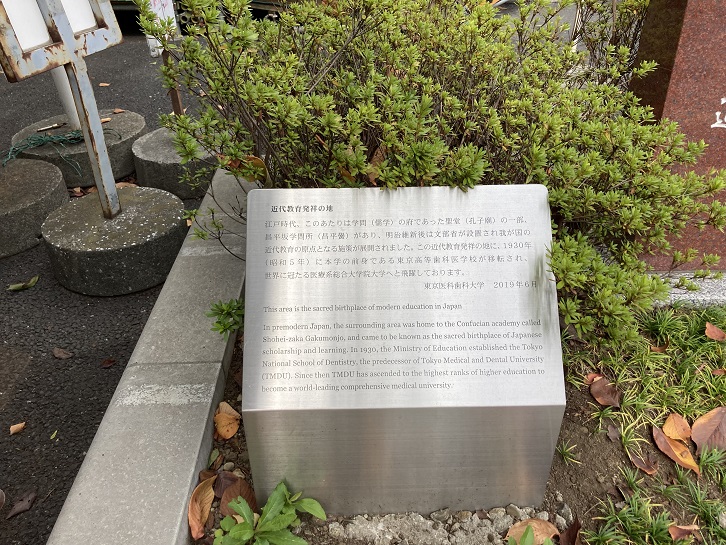 近代教育発祥の地
江戸時代、このあたりは学問（儒学）の府であった聖堂（孔子廟）の一部、
昌平坂学問所（昌平黌）があり、明治維新後は文部省が設置され我が国の
近代教育の原点となる施策が展開されました。この近代教育発祥の地に、1930年
（昭和5年）に本学の前身である東京高等歯科医学校が移転され、
世界に冠たる医療系総合大学院大学へと飛躍しております。
東京医科歯科大学　2019年6月
This area is the sacred birthplace of modern education in Japan
In premodern Japan, the surrounding area was home to the Confucian academy called
Shohei-zaka Gakumonjo, and came to be known as the sacred birthplace of Japanese
scholarship and learning. In 1930, the Ministry of Education established the Tokyo
National School of Dentistry, the predecessor of Tokyo Medical and Dental University
(TMDU). Since then TMDU has ascended to the highest ranks of higher education to
become a world-leading comprehensive medical university.